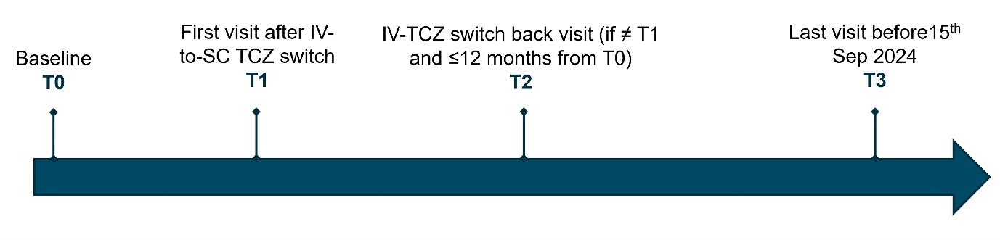 Baseline
T0
First visit after IV-
to-SC TCZ switch
T1
IV-TCZ switch back visit (if ≠ T1
and ≤12 months from T0)
T2
Last visit before15th
Sep 2024
T3